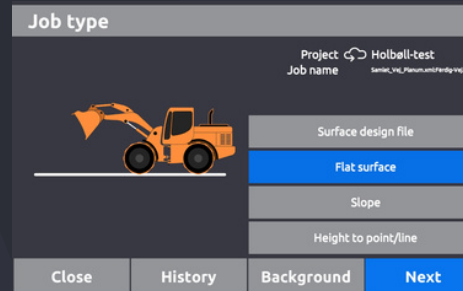 Job type
Project Holbøll-test
Job name Samlet_Vej_Planum.xml:Færdig-Vej
Surface design file
Flat surface
Slope
Height to point/line
Close History Background Next